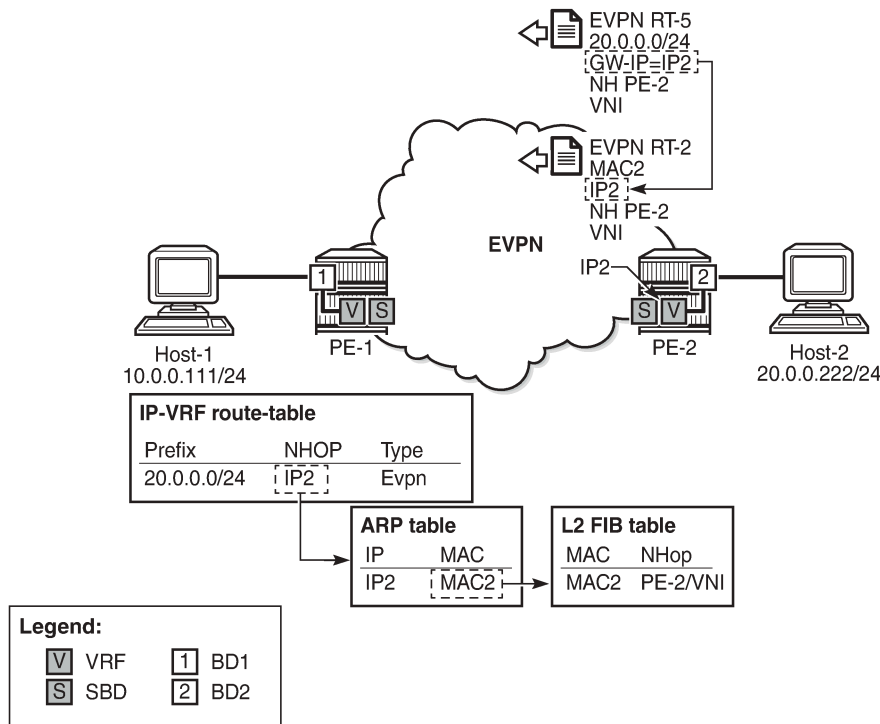 EVPN RT-5
20.0.0.0/24
GW-IP=IP2
NH PE-2
VNI
EVPN RT-2
MAC2
IP2
NH PE-2
VNI
EVPN
IP2
1
V S
2
S V
PE-1
PE-2
Host-1
10.0.0.111/24
Host-2
20.0.0.222/24
IP-VRF route-table
Prefix NHOP Type
20.0.0.0/24 IP2 Evpn
ARP table
IP MAC
IP2 MAC2
L2 FIB table
MAC NHop
MAC2 PE-2/VNI
Legend:
V VRF 1 BD1
S SBD 2 BD2